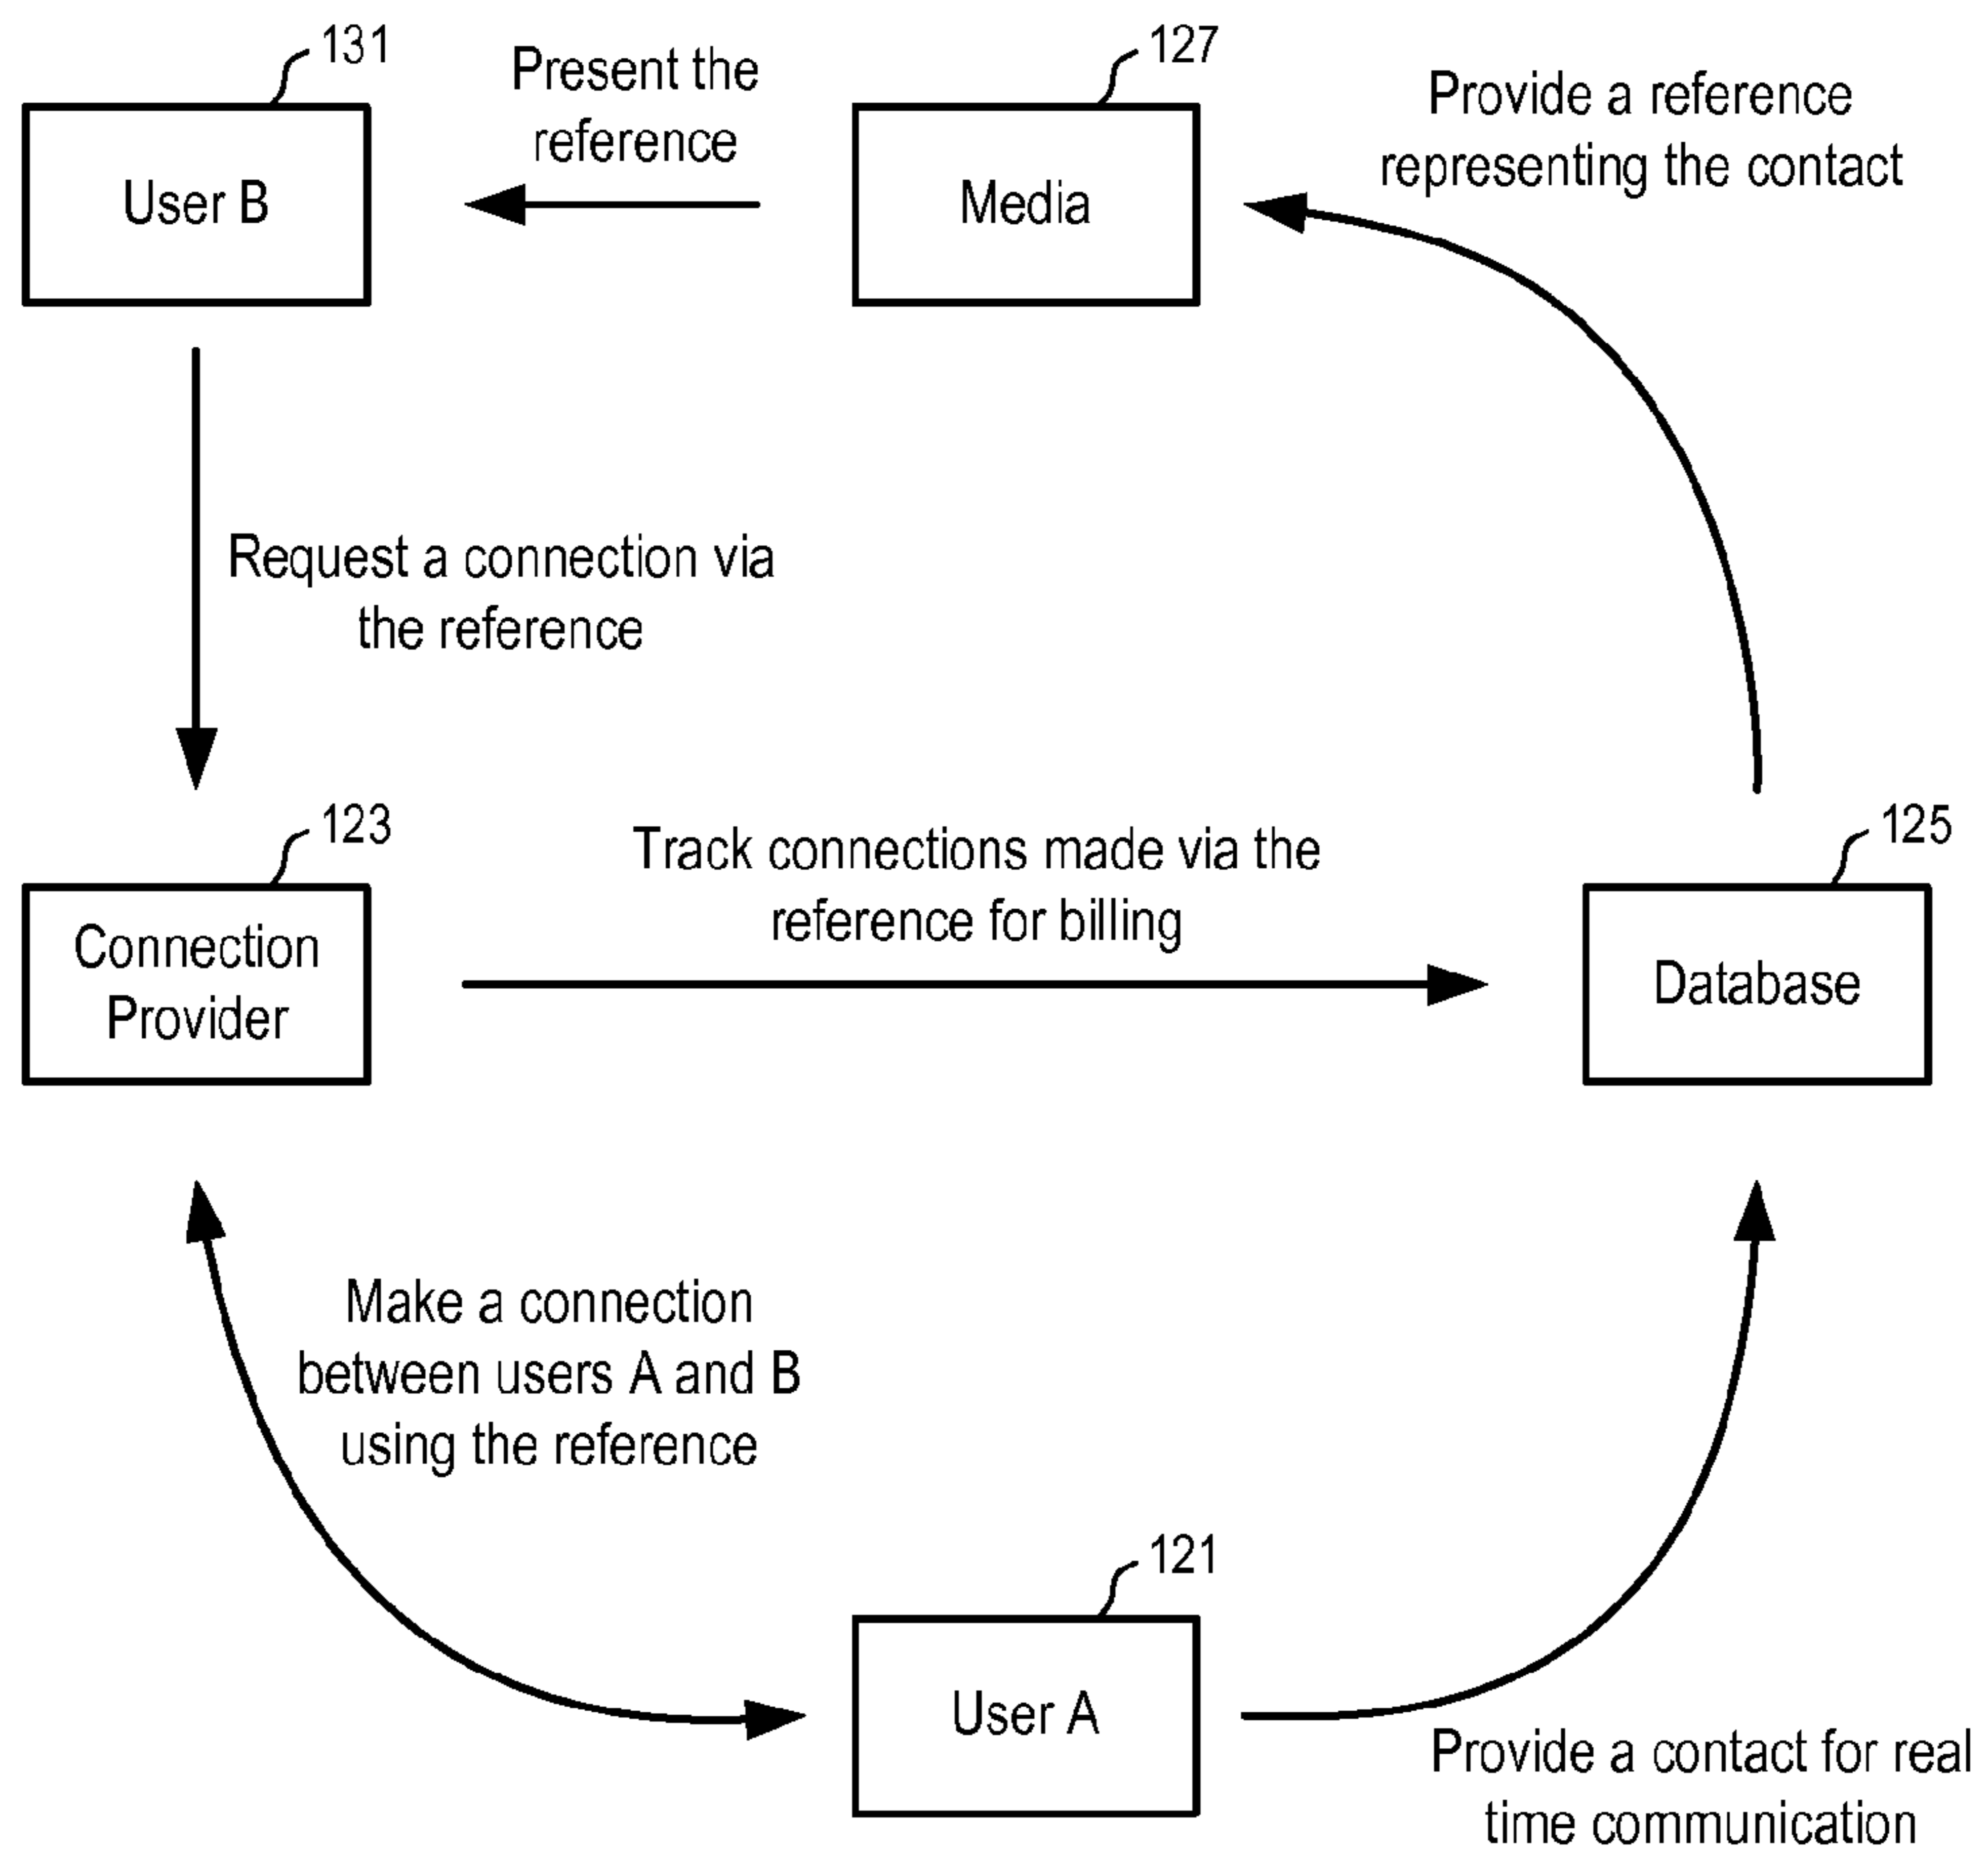 131
Present the
reference
127
Provide a reference
representing the contact
User B
Media
Request a connection via
the reference
123
Track connections made via the
reference for billing
125
Connection
Provider
Database
Make a connection
between users A and B
using the reference
121
User A
Provide a contact for real
time communication